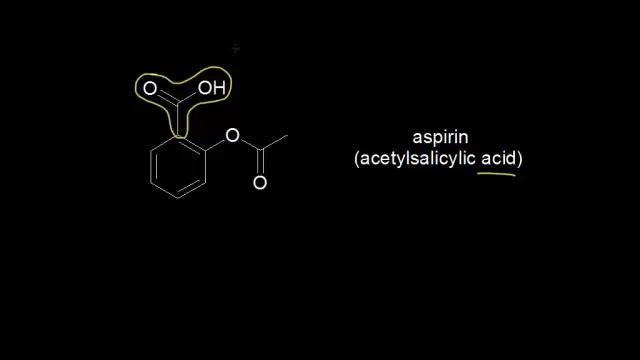 O
OH
O
O
aspirin
(acetylsalicylic acid)